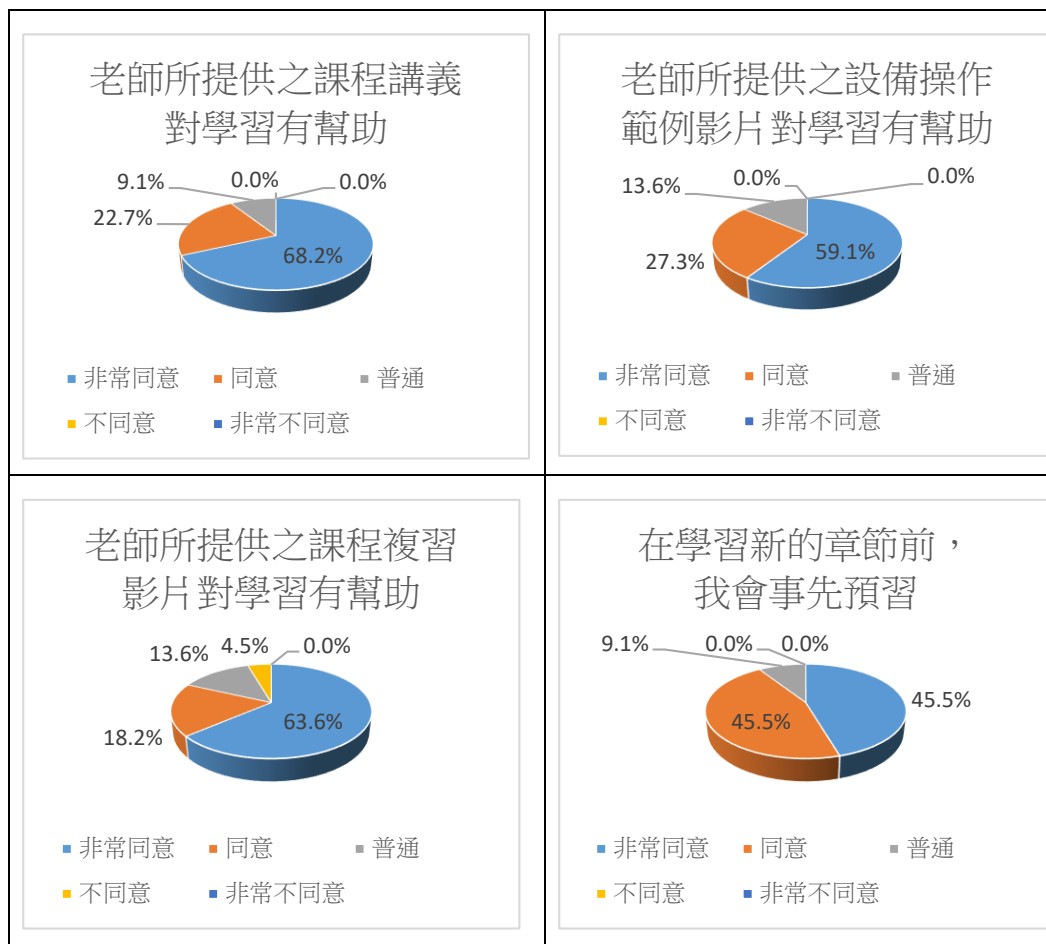 老師所提供之課程講義
對學習有幫助
9.1%
0.0%
0.0%
22.7%
68.2%
非常同意
同意
普通
不同意
非常不同意
老師所提供之設備操作
範例影片對學習有幫助
13.6%
0.0%
0.0%
27.3%
59.1%
非常同意
同意
普通
不同意
非常不同意
老師所提供之課程複習
影片對學習有幫助
13.6%
4.5%
0.0%
18.2%
63.6%
非常同意
同意
普通
不同意
非常不同意
在學習新的章節前，
我會事先預習
9.1%
0.0%
0.0%
45.5%
45.5%
非常同意
同意
普通
不同意
非常不同意